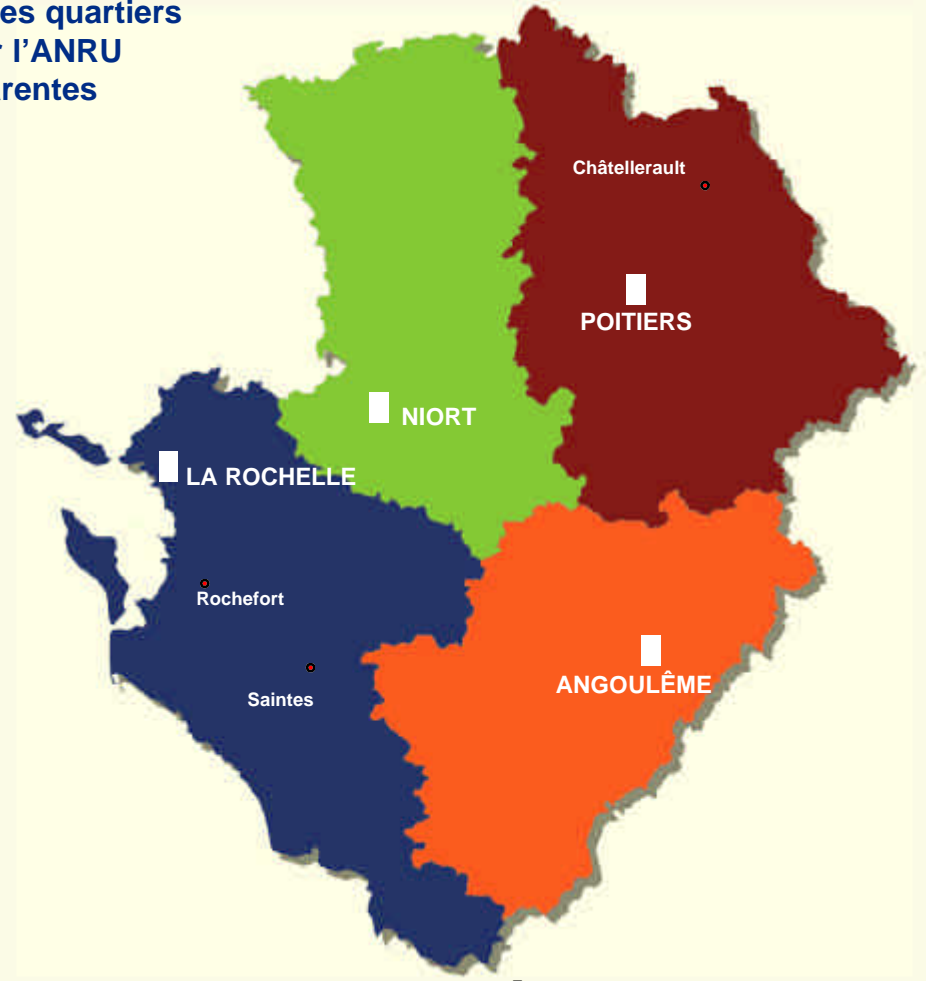 es quartiers
l'ANRU
rentes
Châtellerault
POITIERS
NIORT
LA ROCHELLE
Rochefort
ANGOULÊME
Saintes